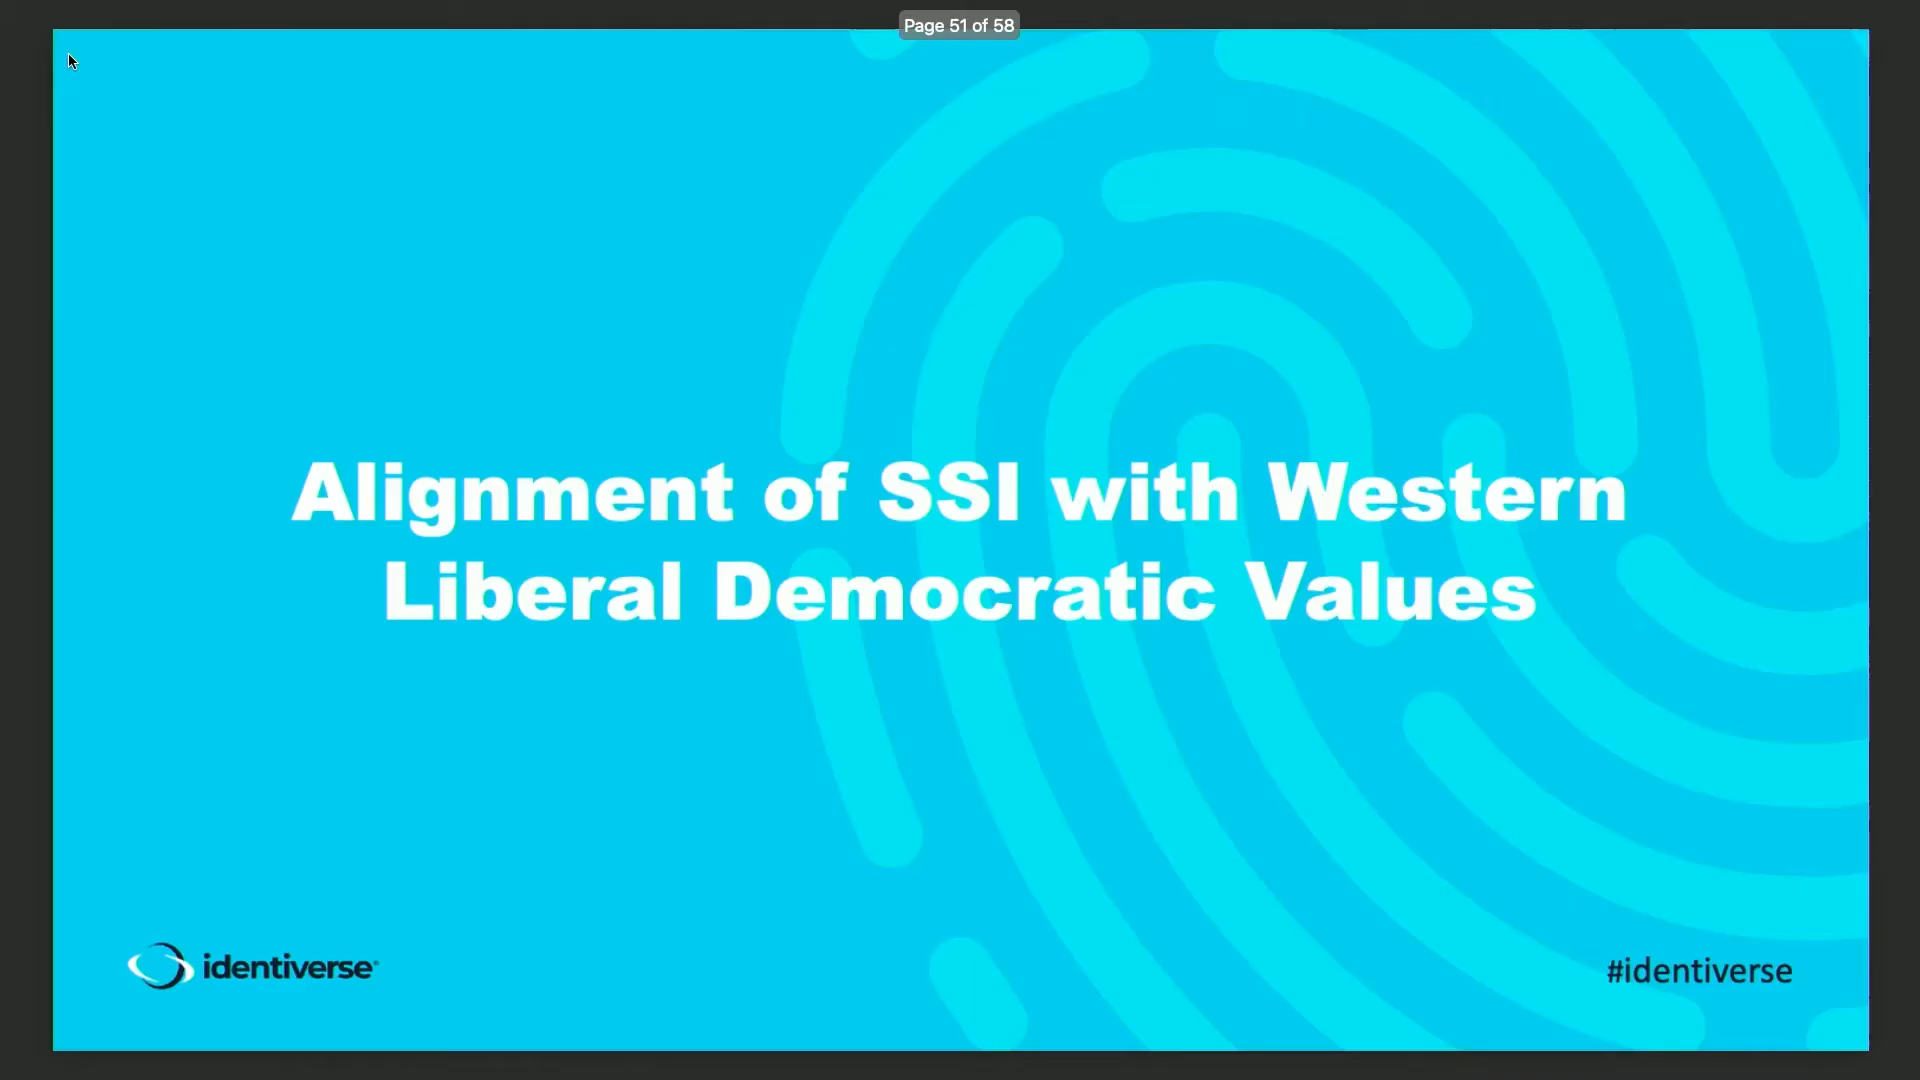 Page 51 of 58
Alignment of SSI with Western
Liberal Democratic Values
identiverse
#identiverse